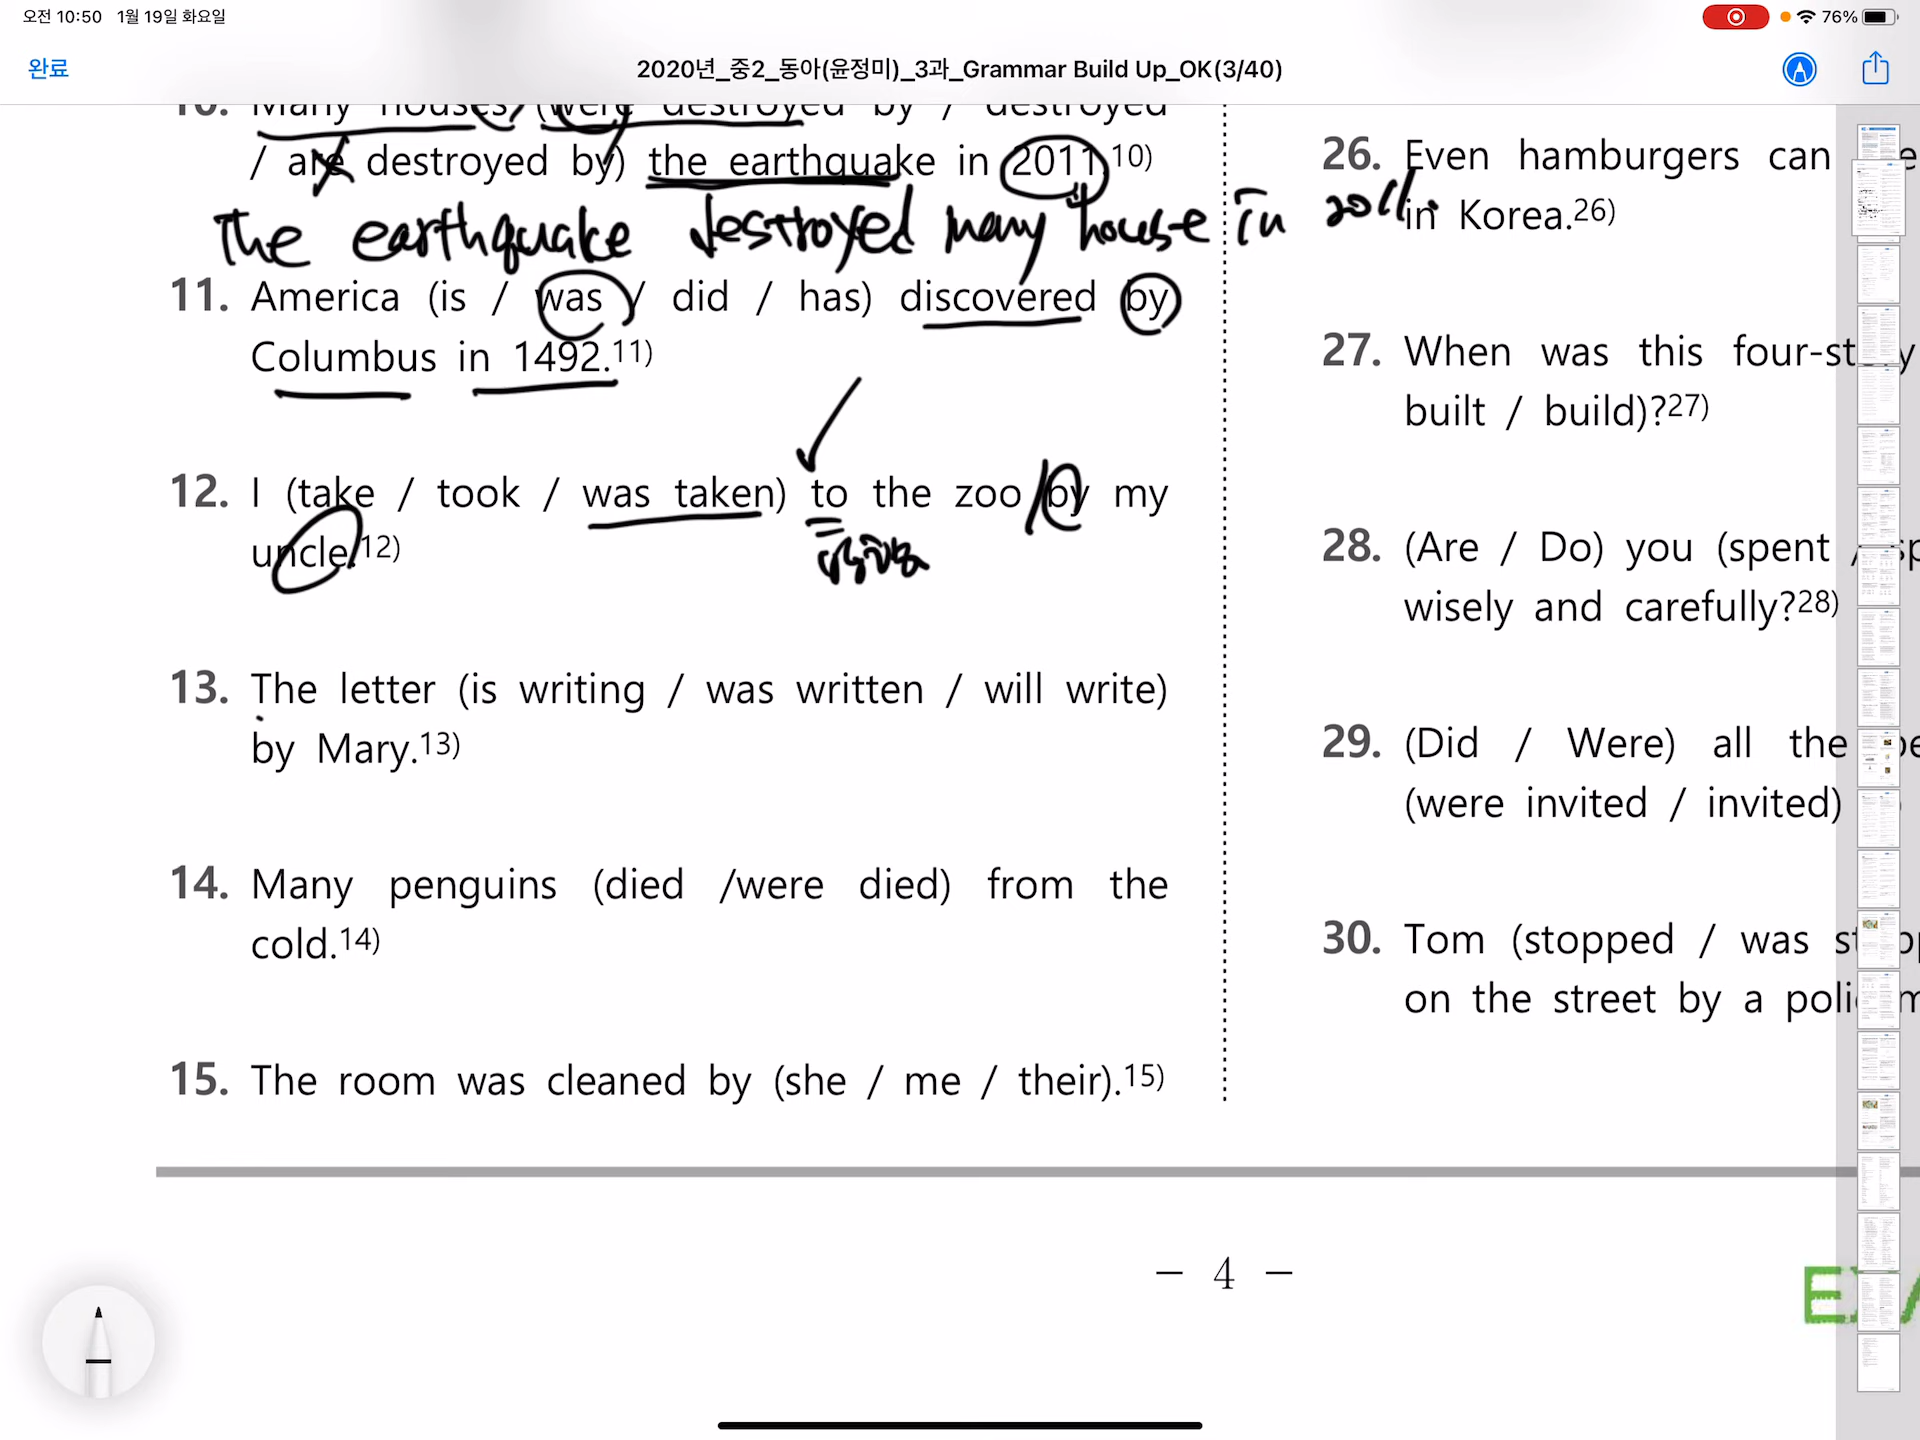 오전 10:50 1월 19일 화요일
76%
완료
2020년_중2_동아(윤정미)_3과_Grammar Build Up_OK(3/40)
10. Many houses (were destroyed by / destroyed
/ are destroyed by) the earthquake in 2011.10)
The earthquake destroyed many house in 2011.
11. America (is / was / did / has) discovered by
Columbus in 1492.11)
12. I (take / took / was taken) to the zoo by my
uncle.12)
13. The letter (is writing / was written / will write)
by Mary.13)
14. Many penguins (died /were died) from the
cold.14)
15. The room was cleaned by (she / me / their).15)
26. Even hamburgers can
in Korea.26)
27. When was this
built / build)?27)
28. (Are / Do) you (spent /
wisely and carefully?28)
29. (Did / Were) all the
(were invited / invited)
30. Tom (stopped / was
on the street by a
- 4 -